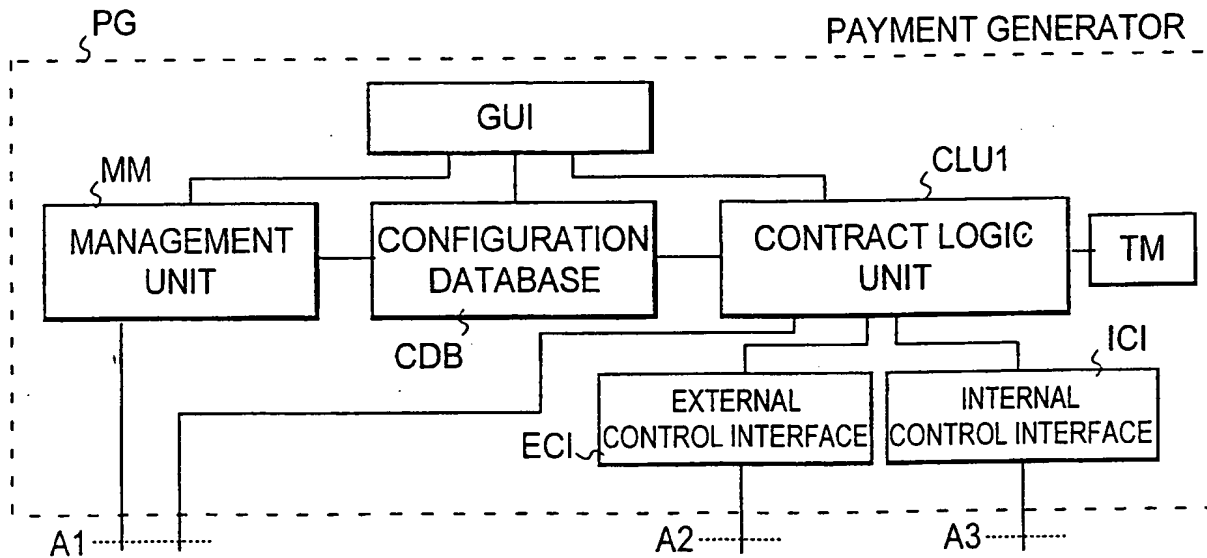 PG
PAYMENT GENERATOR
GUI
MM
CLU1
MANAGEMENT
UNIT
CONFIGURATION
DATABASE
CONTRACT LOGIC
UNIT
TM
CDB
ICI
EXTERNAL
CONTROL INTERFACE
INTERNAL
CONTROL INTERFACE
ECI
A1
A2
A3